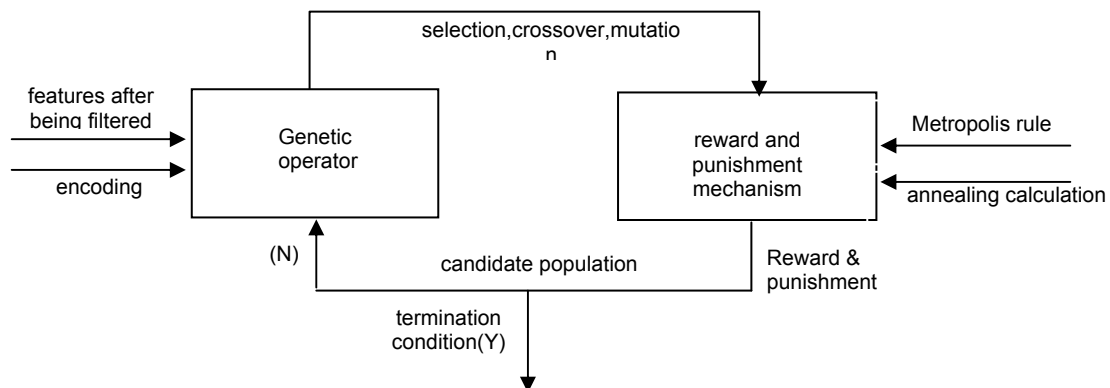 selection,crossover,mutatio
n
features after
being filtered
encoding
Genetic
operator
reward and
punishment
mechanism
Metropolis rule
annealing calculation
(N)
candidate population
Reward &
punishment
termination
condition(Y)